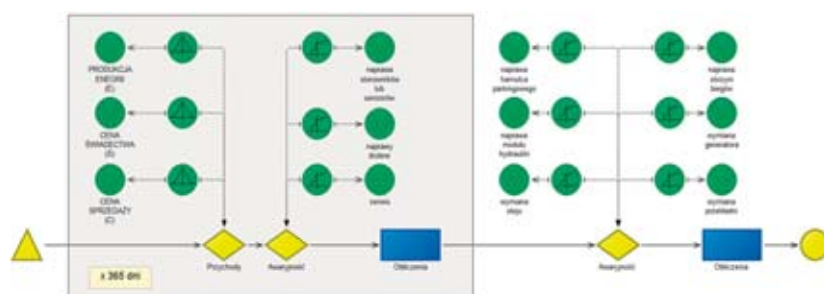 PRODUKCJA
ENERGII
(E)
CENA
ŚWIADECTWA
(Ś)
CENA
SPRZEDAŻY
(C)
naprawa
sterowników
lub
sensorów
naprawy
drobne
serwis
naprawa
hamulca
parkingowego
naprawa
modułu
hydrauliki
wymiana
oleju
naprawa
skrzyni
biegów
wymiana
generatora
wymiana
przekładni
Przychody
Awaryjność
Obliczenia
Awaryjność
Obliczenia
x 365 dni